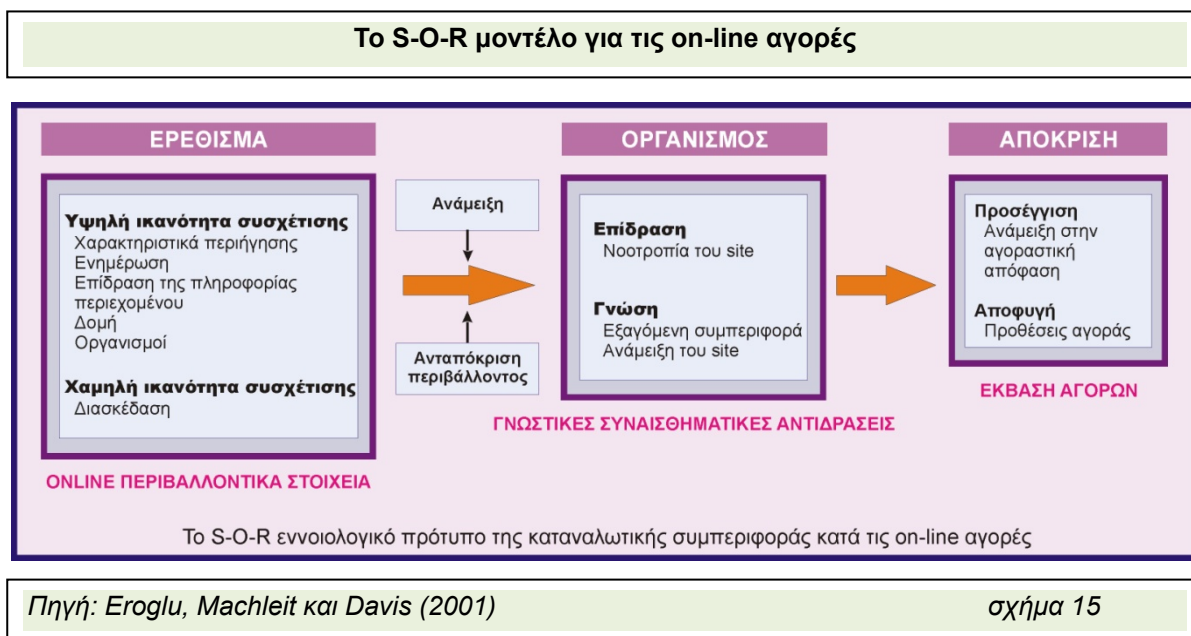 Το S-O-R μοντέλο για τις on-line αγορές
ΕΡΕΘΙΣΜΑ
Υψηλή ικανότητα συσχέτισης
Χαρακτηριστικά περιήγησης
Ενημέρωση
Επίδραση της πληροφορίας
περιεχομένου
Δομή
Οργανισμοί
Χαμηλή ικανότητα συσχέτισης
Διασκέδαση
ONLINE ΠΕΡΙΒΑΛΛΟΝΤΙΚΑ ΣΤΟΙΧΕΙΑ
Ανάμειξη
Ανταπόκριση
περιβάλλοντος
ΟΡΓΑΝΙΣΜΟΣ
Επίδραση
Νοοτροπία του site
Γνώση
Εξαγόμενη συμπεριφορά
Ανάμειξη του site
ΓΝΩΣΤΙΚΕΣ ΣΥΝΑΙΣΘΗΜΑΤΙΚΕΣ ΑΝΤΙΔΡΑΣΕΙΣ
ΑΠΟΚΡΙΣΗ
Προσέγγιση
Ανάμειξη στην
αγοραστική
απόφαση
Αποφυγή
Προθέσεις αγοράς
ΕΚΒΑΣΗ ΑΓΟΡΩΝ
Το S-O-R εννοιολογικό πρότυπο της καταναλωτικής συμπεριφοράς κατά τις on-line αγορές
Πηγή: Eroglu, Machleit και Davis (2001) σχήμα 15